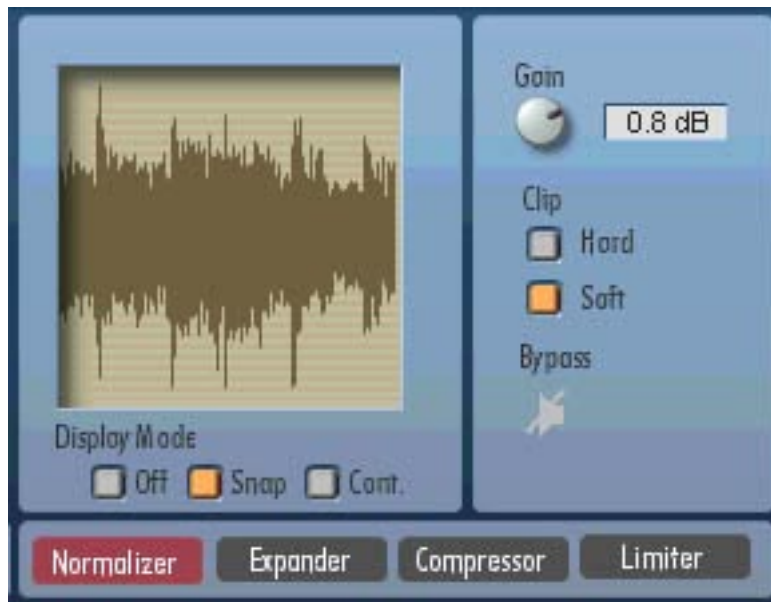 Gain
0.8 dB
Clip
Hard
Soft
Bypass
Display Mode
Off Snap Cont.
Normalizer Expander Compressor Limiter